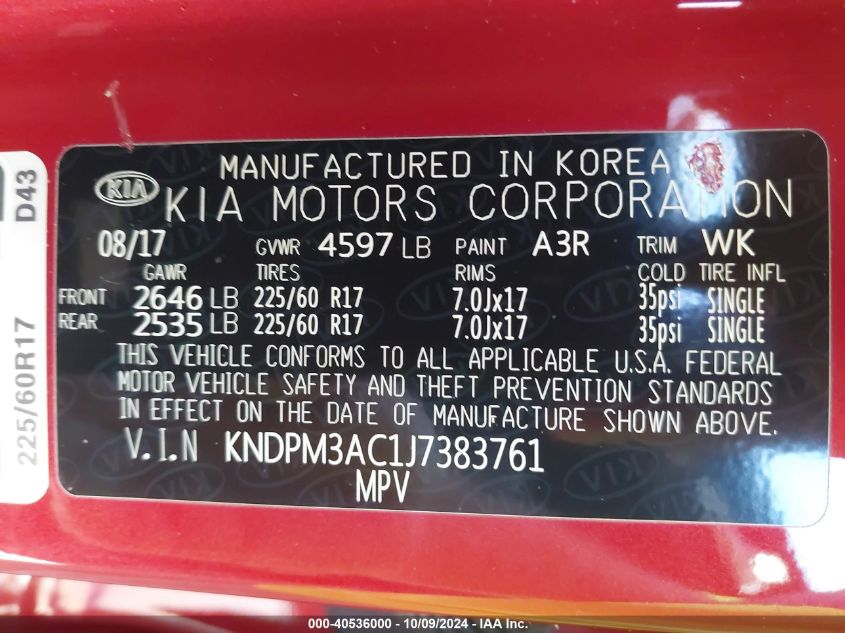 MANUFACTURED IN KOREA
KIA KIA MOTORS CORPORATION
08/17 GVWR 4597 LB PAINT A3R TRIM WK
GAWR TIRES RIMS COLD TIRE INFL
FRONT 2646 LB 225/60 R17 7.0Jx17 35psi SINGLE
REAR 2535 LB 225/60 R17 7.0Jx17 35psi SINGLE
THIS VEHICLE CONFORMS TO ALL APPLICABLE U.S.A. FEDERAL
MOTOR VEHICLE SAFETY AND THEFT PREVENTION STANDARDS
IN EFFECT ON THE DATE OF MANUFACTURE SHOWN ABOVE.
V.I.N KNDPM3AC1J7383761
MPV
D43
225/60R17
000-40536000 - 10/09/2024 - IAA Inc.